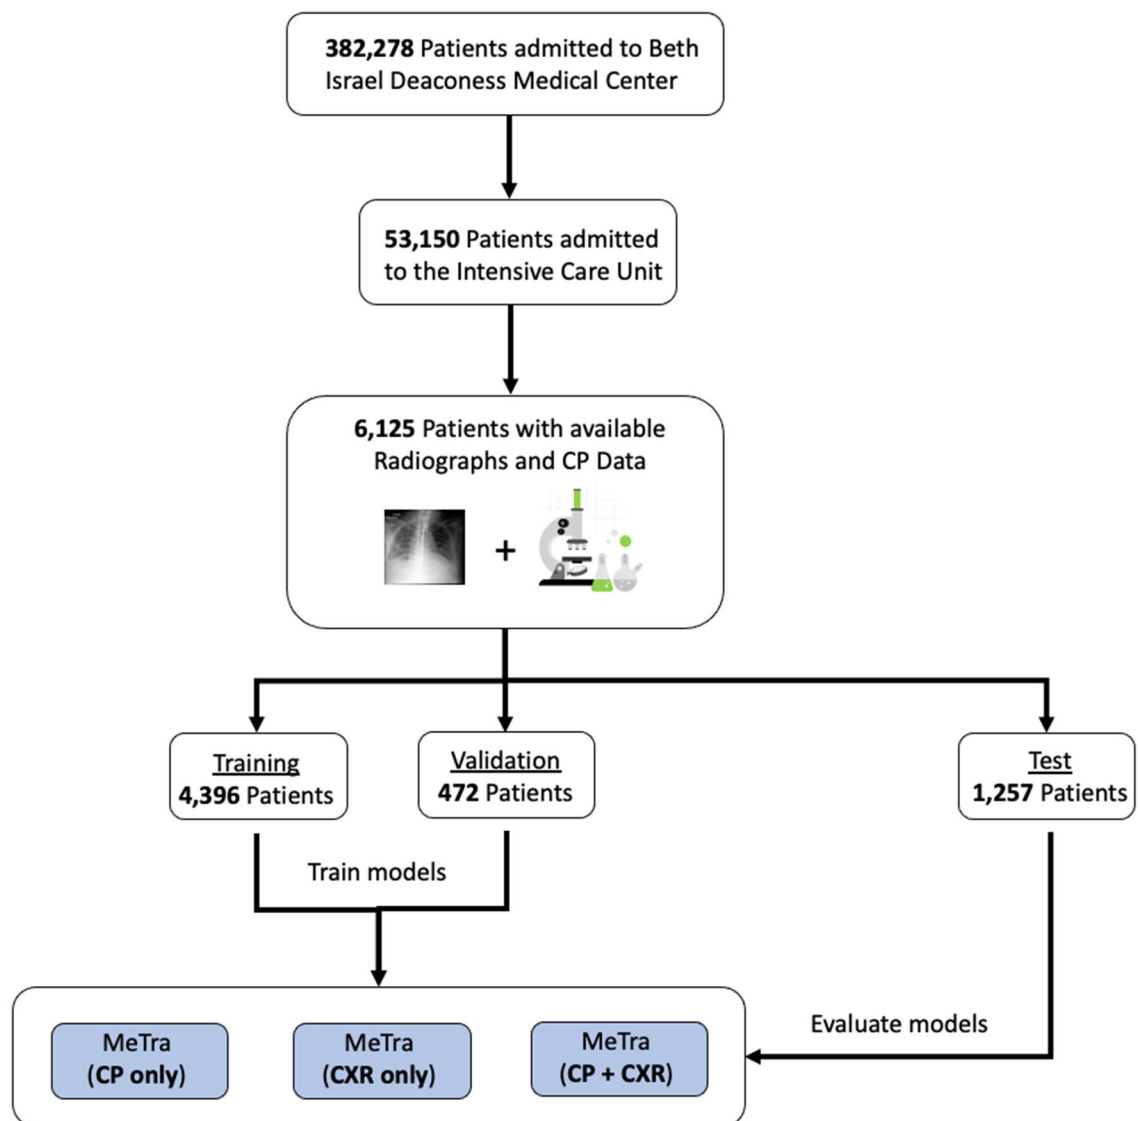 382,278 Patients admitted to Beth
Israel Deaconess Medical Center
53,150 Patients admitted
to the Intensive Care Unit
6,125 Patients with available
Radiographs and CP Data
+
Training
4,396 Patients
Validation
472 Patients
Test
1,257 Patients
Train models
Evaluate models
MeTra
(CP only)
MeTra
(CXR only)
MeTra
(CP + CXR)